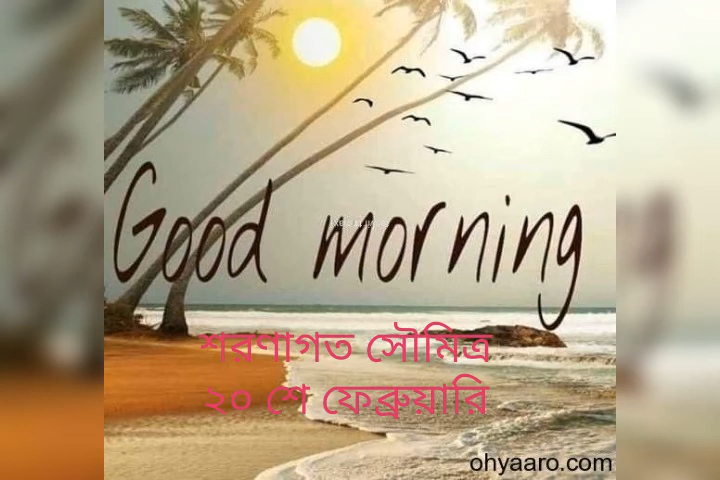 Good morning
শরণাগত সৌমিত্র
২০ শে ফেব্রুয়ারি
ohyaaro.com